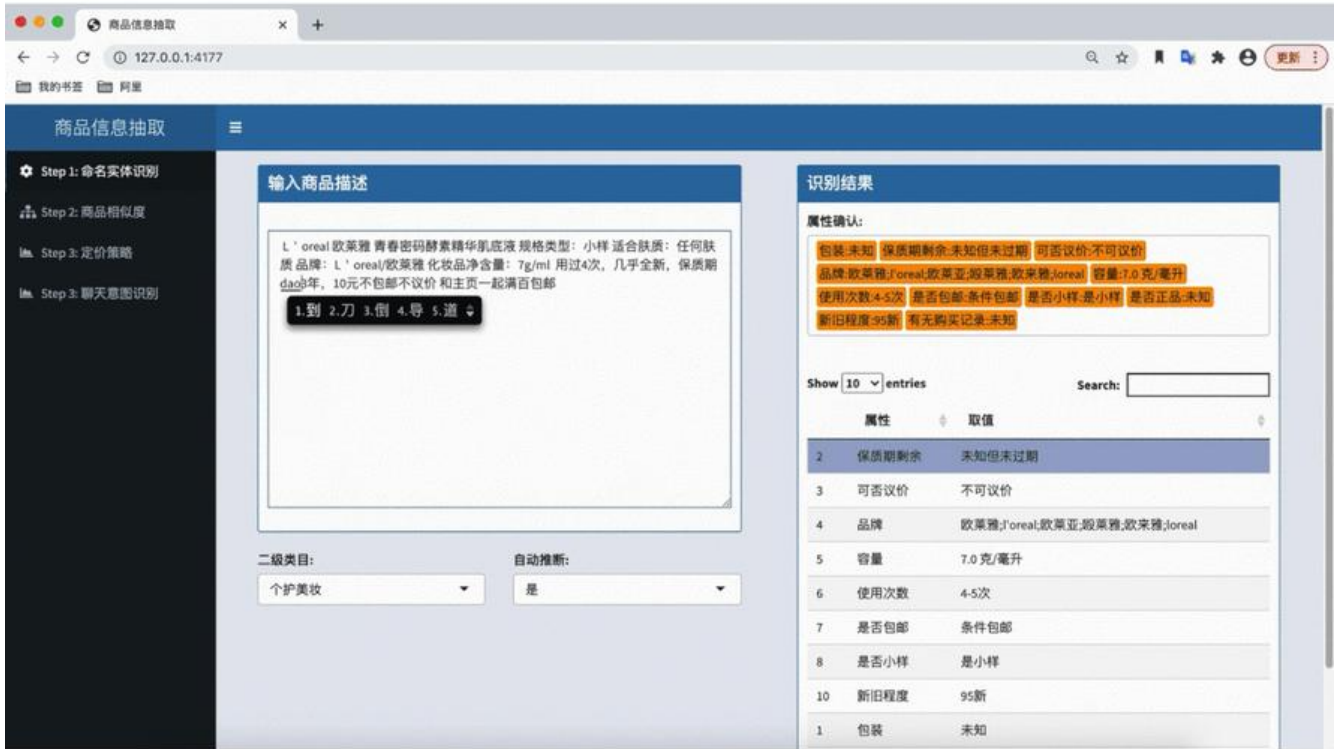 商品信息抽取
127.0.0.1:4177
更新
我的书签 阿里
商品信息抽取
Step 1: 命名实体识别
Step 2: 商品相似度
Step 3: 定价策略
Step 3: 聊天意图识别
输入商品描述
L ' oreal 欧莱雅 青春密码酵素精华肌底液 规格类型：小样 适合肤质：任何肤
质 品牌：L ' oreal/欧莱雅 化妆品净含量：7g/ml 用过4次，几乎全新，保质期
dao3年，10元不包邮不议价 和主页一起满百包邮
1.到 2.刀 3.倒 4.导 5.道
二级类目:
自动推断:
个护美妆
是
识别结果
属性确认:
包装:未知 保质期剩余:未知但未过期 可否议价:不可议价
品牌:欧莱雅;l'oreal;欧莱亚;殴莱雅;欧来雅;loreal 容量:7.0 克/毫升
使用次数:4-5次 是否包邮:条件包邮 是否小样:是小样 是否正品:未知
新旧程度:95新 有无购买记录:未知
Show 10 entries
Search:
属性 取值
2 保质期剩余 未知但未过期
3 可否议价 不可议价
4 品牌 欧莱雅;l'oreal;欧莱亚;殴莱雅;欧来雅;loreal
5 容量 7.0 克/毫升
6 使用次数 4-5次
7 是否包邮 条件包邮
8 是否小样 是小样
10 新旧程度 95新
1 包装 未知